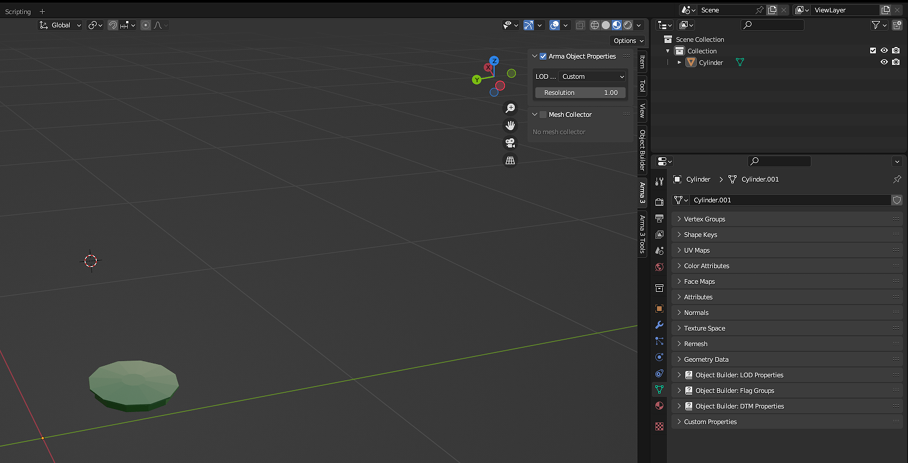 Scripting +
Scene
ViewLayer
Global
Options
Scene Collection
Collection
Cylinder
Arma Object Properties
LOD ... Custom
Resolution 1.00
Mesh Collector
No mesh collector
Z
X
Y
Item
Tool
View
Object Builder
Arma 3
Arma 3 Tools
Cylinder > Cylinder.001
Cylinder.001
Vertex Groups
Shape Keys
UV Maps
Color Attributes
Face Maps
Attributes
Normals
Texture Space
Remesh
Geometry Data
Object Builder: LOD Properties
Object Builder: Flag Groups
Object Builder: DTM Properties
Custom Properties